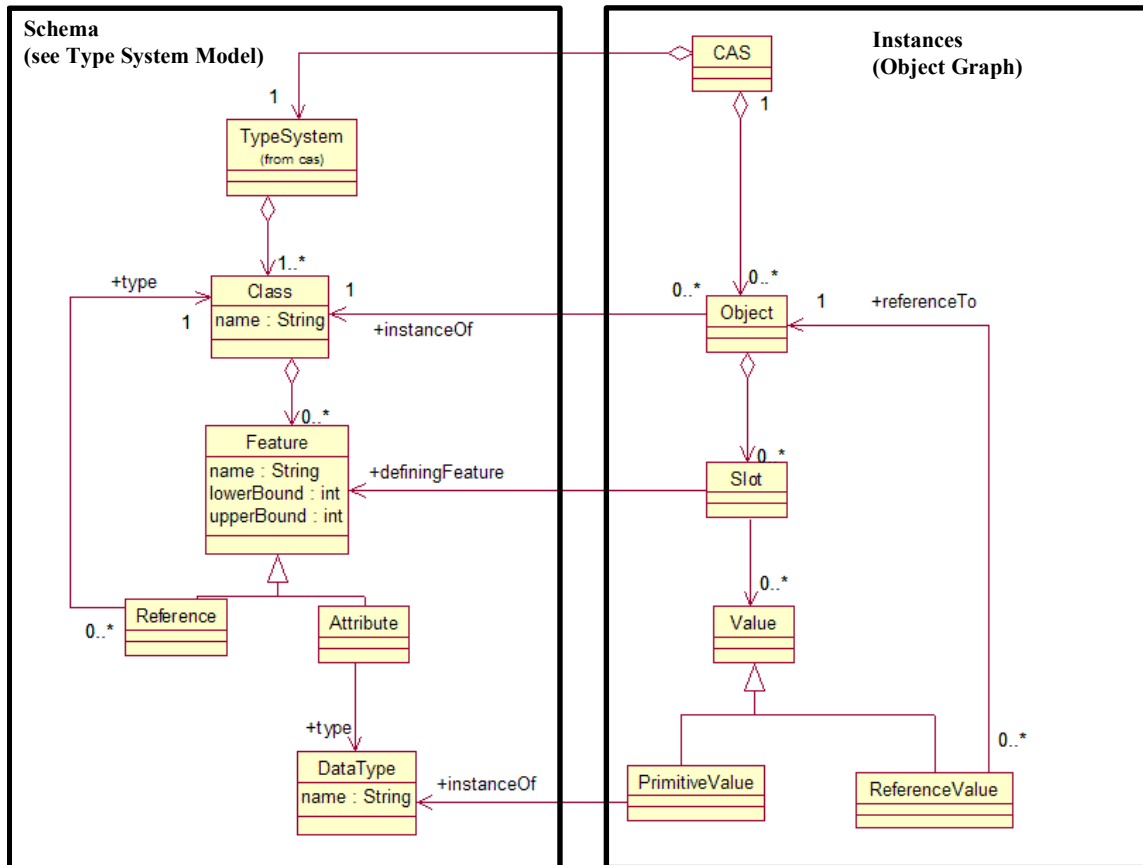 Schema
(see Type System Model)
Instances
(Object Graph)
CAS
1
1
TypeSystem
(from cas)
1..*
+type
Class
name : String
1
1
+instanceOf
0..*
0..*
Object
1
+referenceTo
0..*
Feature
name : String
lowerBound : int
upperBound : int
+definingFeature
0..*
Slot
0..*
Reference
0..*
Attribute
Value
+type
DataType
name : String
+instanceOf
PrimitiveValue
0..*
ReferenceValue